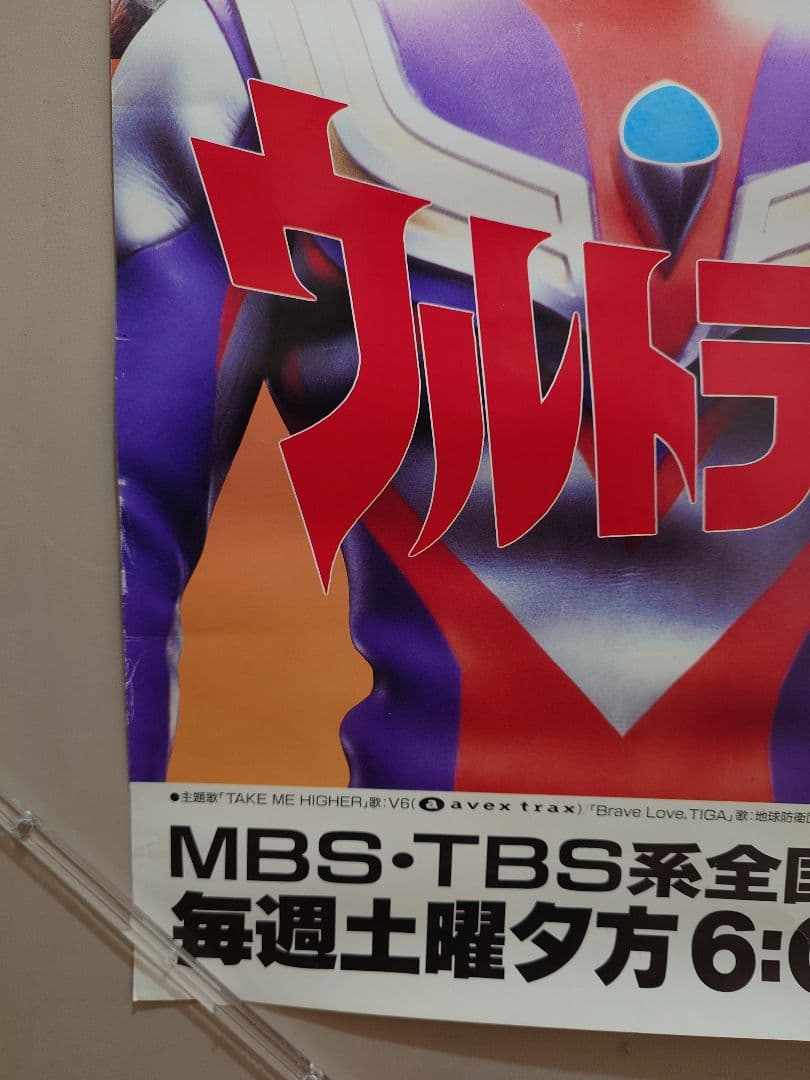 ウルトラ
●主題歌「TAKE ME HIGHER」歌：V6(a avex trax)/「Brave Love,TIGA」歌：地球防衛
MBS・TBS系全国
毎週土曜夕方6:0